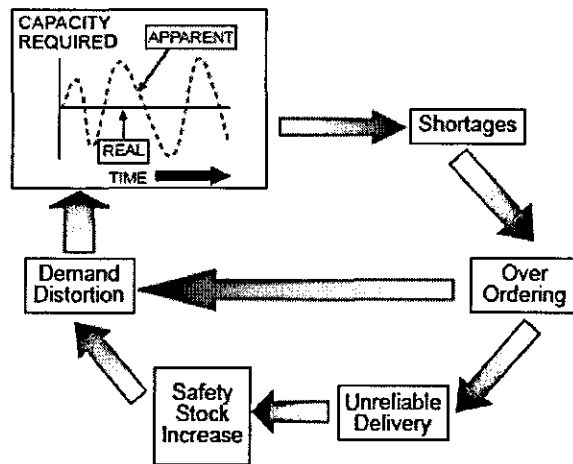 CAPACITY
REQUIRED
APPARENT
REAL
TIME
Shortages
Demand
Distortion
Over
Ordering
Safety
Stock
Increase
Unreliable
Delivery